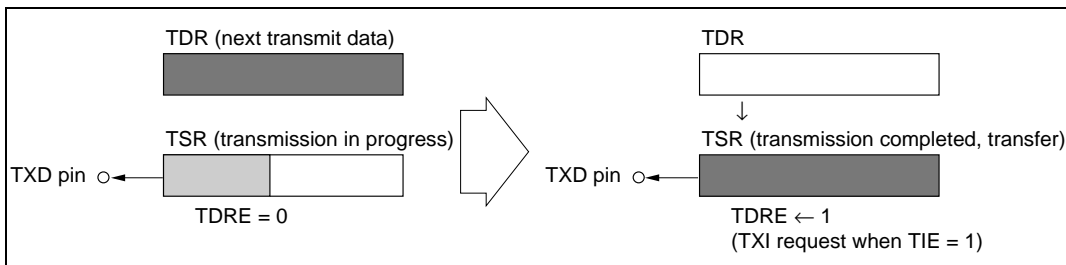 TDR (next transmit data)
TSR (transmission in progress)
TXD pin
TDRE = 0
TDR
↓
TSR (transmission completed, transfer)
TXD pin
TDRE ← 1
(TXI request when TIE = 1)